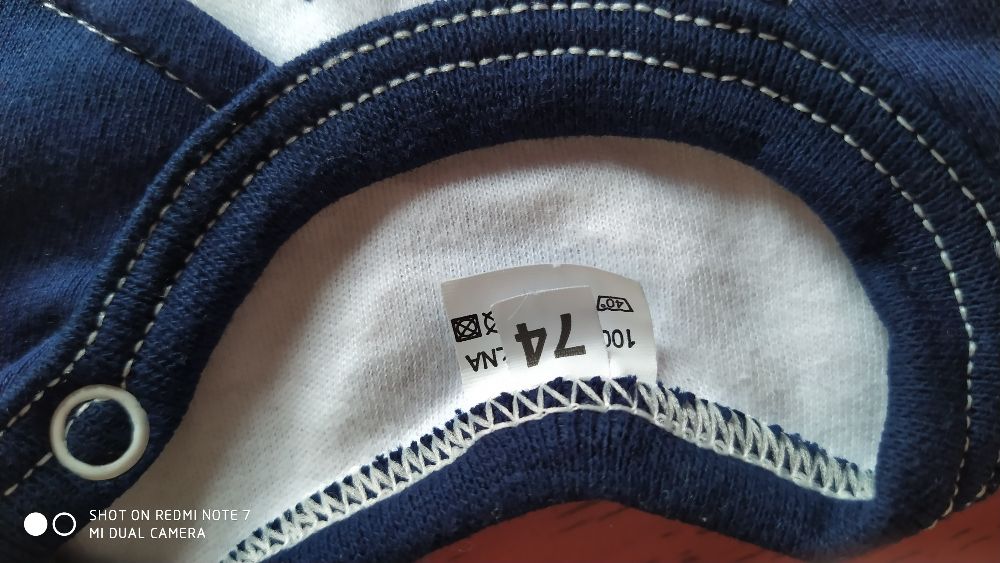 74
40°
100
SHOT ON REDMI NOTE 7
MI DUAL CAMERA